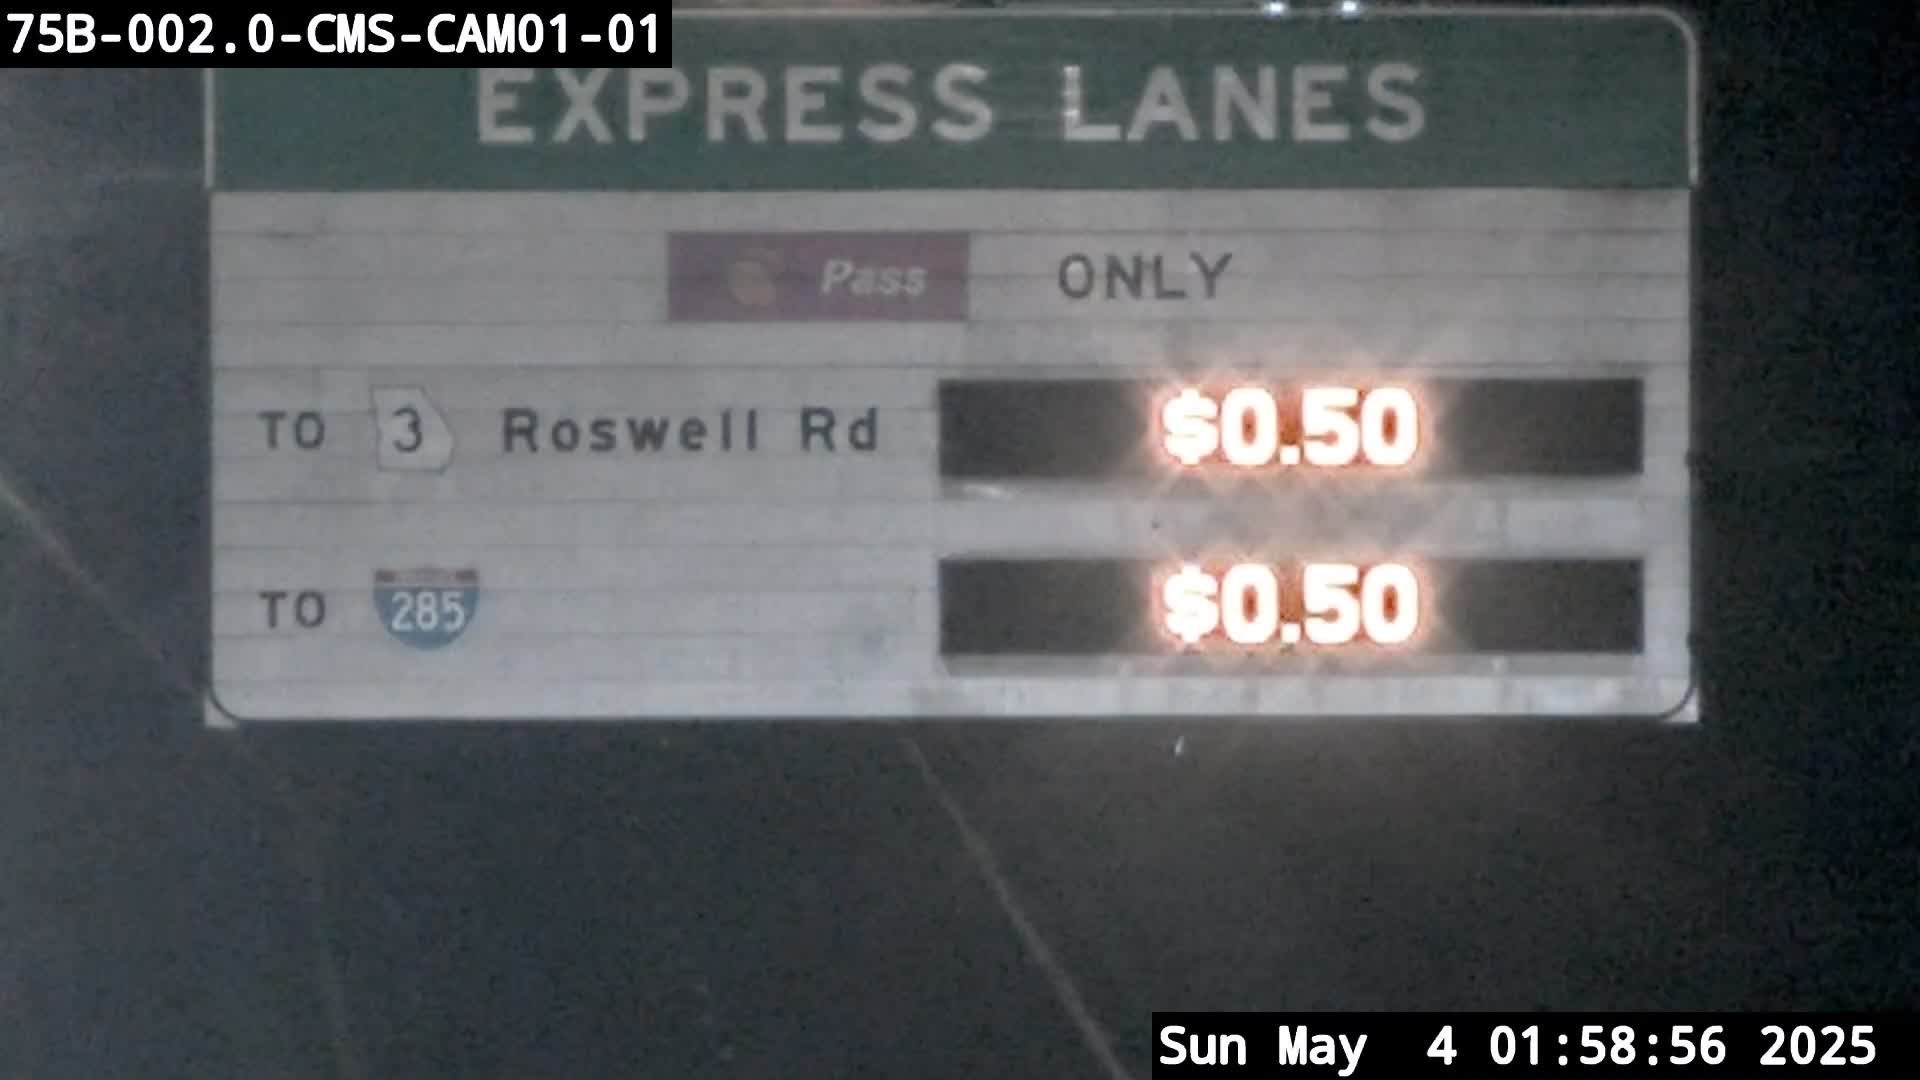 75B-002.0-CMS-CAM01-01
EXPRESS LANES
Pass ONLY
TO 3 Roswell Rd $0.50
TO 285 $0.50
Sun May 4 01:58:56 2025